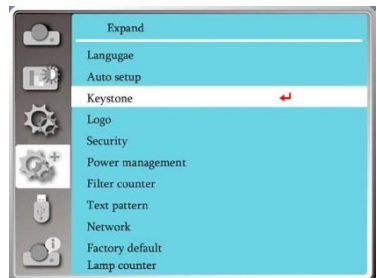 Expand
Langugae
Auto setup
Keystone
Logo
Security
Power management
Filter counter
Text pattern
Network
Factory default
Lamp counter